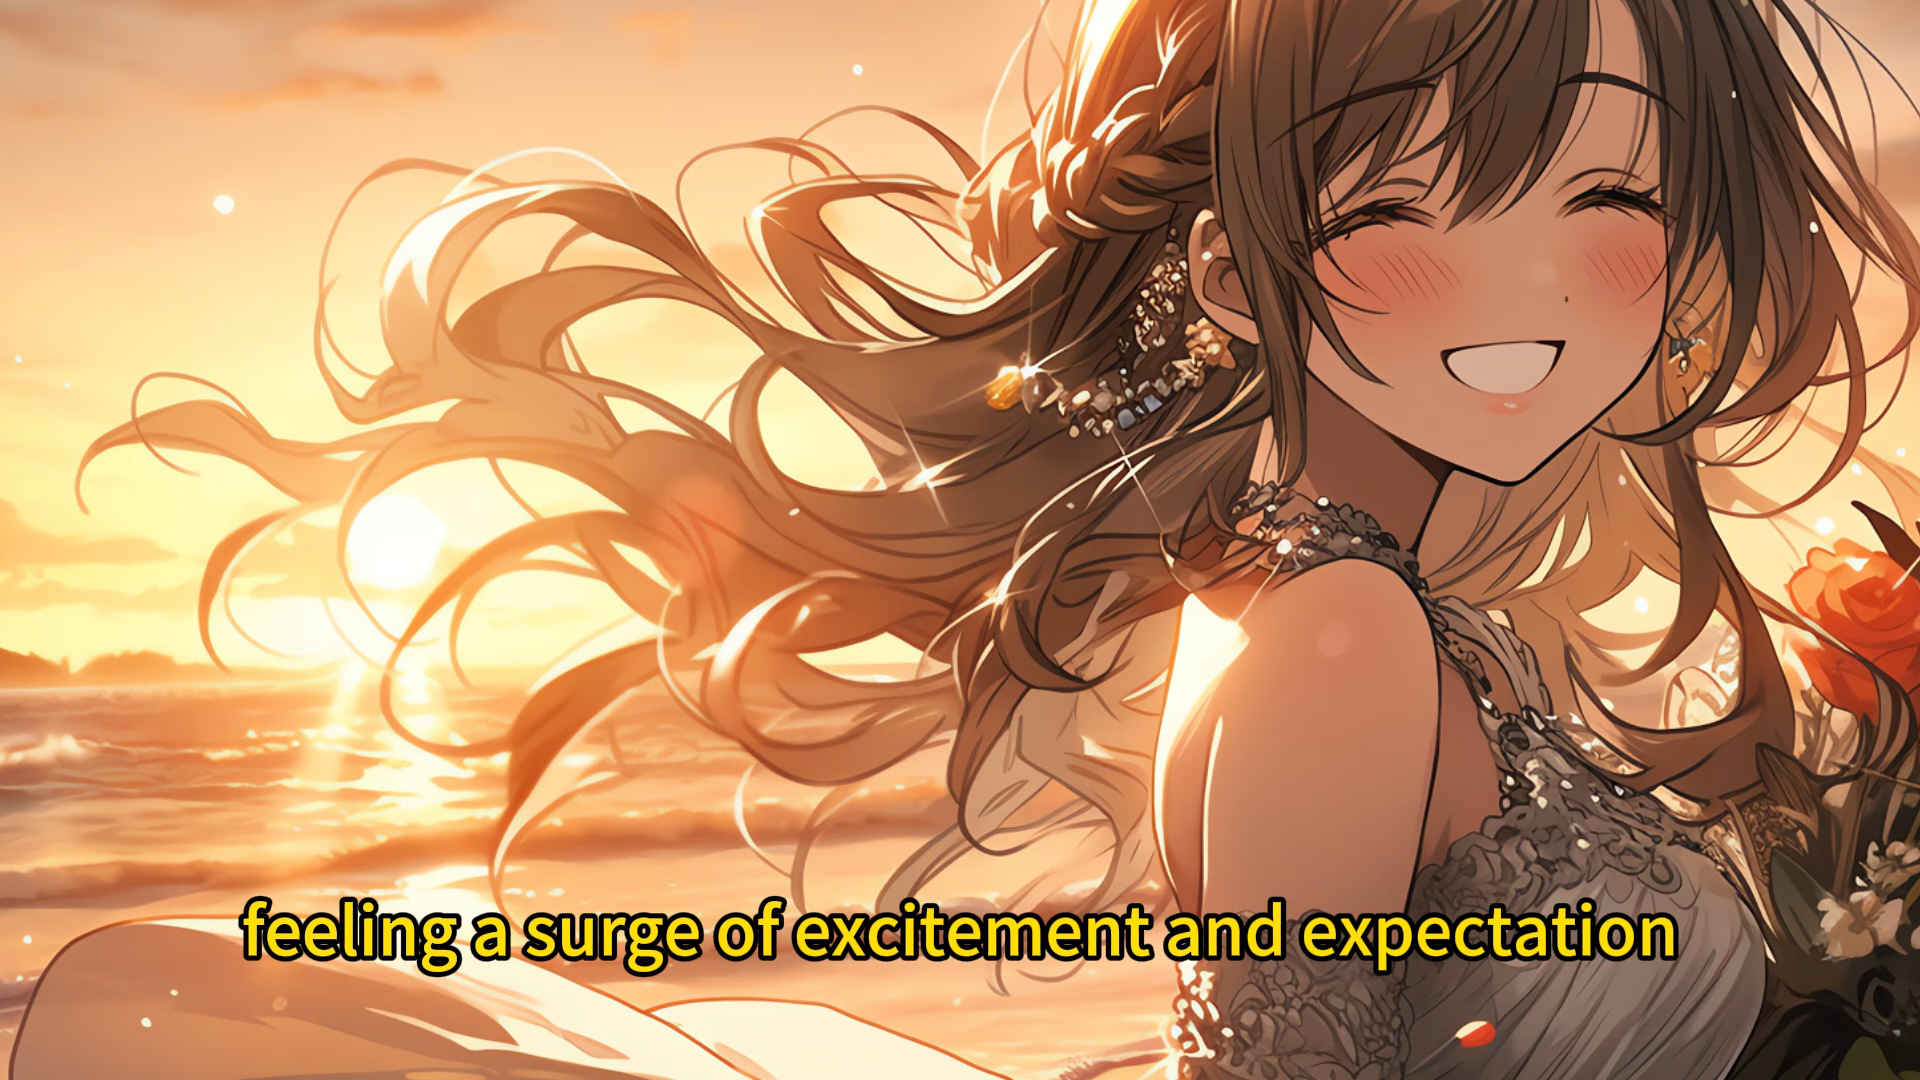 feeling a surge of excitement and expectation